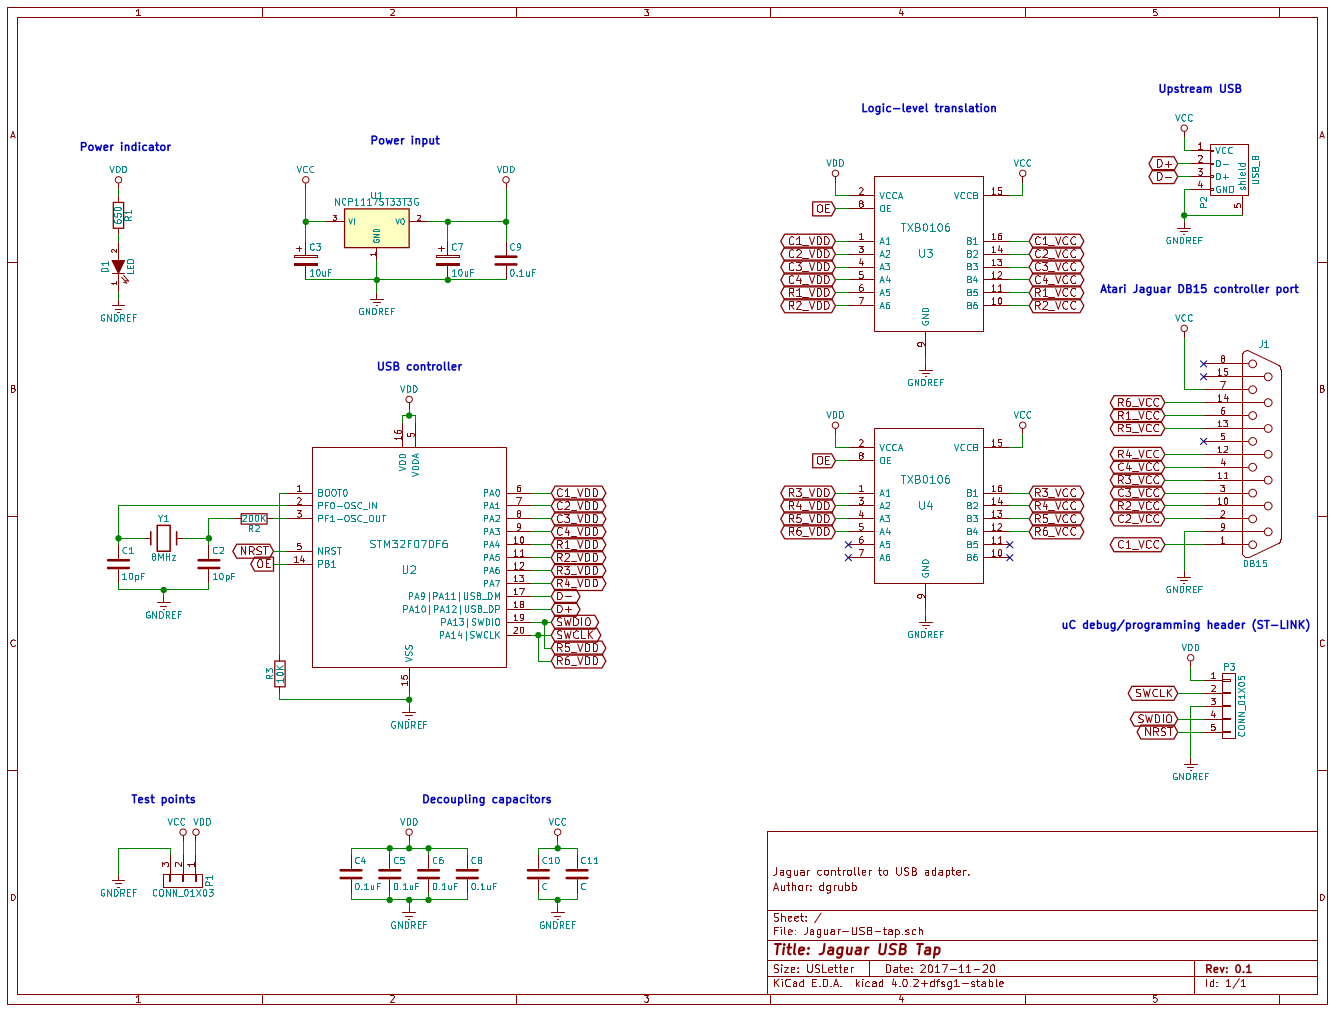 1 2 3 4 5
A
B
C
D
Power indicator
VDD
650
R1
2
D1
LED
1
GNDREF
Power input
VCC
VDD
U1
NCP1117ST33T3G
3 VI VO 2
GND
1
C3
10uF
C7
10uF
C9
0.1uF
GNDREF
USB controller
VDD
16
5
VDD
VDDA
1 BOOT0
2 PF0-OSC_IN
3 PF1-OSC_OUT
5 NRST
14 PB1
STM32F070F6
U2
PA0 6 C1_VDD
PA1 7 C2_VDD
PA2 8 C3_VDD
PA3 9 C4_VDD
PA4 10 R1_VDD
PA5 11 R2_VDD
PA6 12 R3_VDD
PA7 13 R4_VDD
PA9|PA11|USB_DM 17 D-
PA10|PA12|USB_DP 18 D+
PA13|SWDIO 19 SWDIO
PA14|SWCLK 20 SWCLK
R5_VDD
R6_VDD
VSS
15
GNDREF
Y1
8MHz
C1
10pF
C2
10pF
200K
R2
NRST
OE
GNDREF
R3
10K
Logic-level translation
VDD
VCC
2 VCCA VCCB 15
OE 8 OE
TXB0106
U3
C1_VDD 1 A1 B1 16 C1_VCC
C2_VDD 3 A2 B2 14 C2_VCC
C3_VDD 4 A3 B3 13 C3_VCC
C4_VDD 5 A4 B4 12 C4_VCC
R1_VDD 6 A5 B5 11 R1_VCC
R2_VDD 7 A6 B6 10 R2_VCC
GND
9
GNDREF
VDD
VCC
2 VCCA VCCB 15
OE 8 OE
TXB0106
U4
R3_VDD 1 A1 B1 16 R3_VCC
R4_VDD 3 A2 B2 14 R4_VCC
R5_VDD 4 A3 B3 13 R5_VCC
R6_VDD 5 A4 B4 12 R6_VCC
6 A5 B5 11
7 A6 B6 10
GND
9
GNDREF
Upstream USB
VCC
1 VCC
D+ 2 D-
D- 3 D+
4 GND
shield
USB_B
P2
5
GNDREF
Atari Jaguar DB15 controller port
VCC
J1
8
15
7
R6_VCC 14
R1_VCC 6
R5_VCC 13
5
R4_VCC 12
C4_VCC 4
R3_VCC 11
C3_VCC 3
R2_VCC 10
C2_VCC 2
9
C1_VCC 1
DB15
GNDREF
uC debug/programming header (ST-LINK)
VDD
P3
1
SWCLK 2
3
SWDIO 4
NRST 5
CONN_01X05
GNDREF
Test points
VCC VDD
3 2 1
P1
CONN_01X03
GNDREF
Decoupling capacitors
VDD
C4 C5 C6 C8
0.1uF 0.1uF 0.1uF 0.1uF
GNDREF
VCC
C10 C11
C C
GNDREF
Jaguar controller to USB adapter.
Author: dgrubb
Sheet: /
File: Jaguar-USB-tap.sch
Title: Jaguar USB Tap
Size: USLetter Date: 2017-11-20 Rev: 0.1
KiCad E.D.A. kicad 4.0.2+dfsg1-stable Id: 1/1
A
B
C
D
1 2 3 4 5